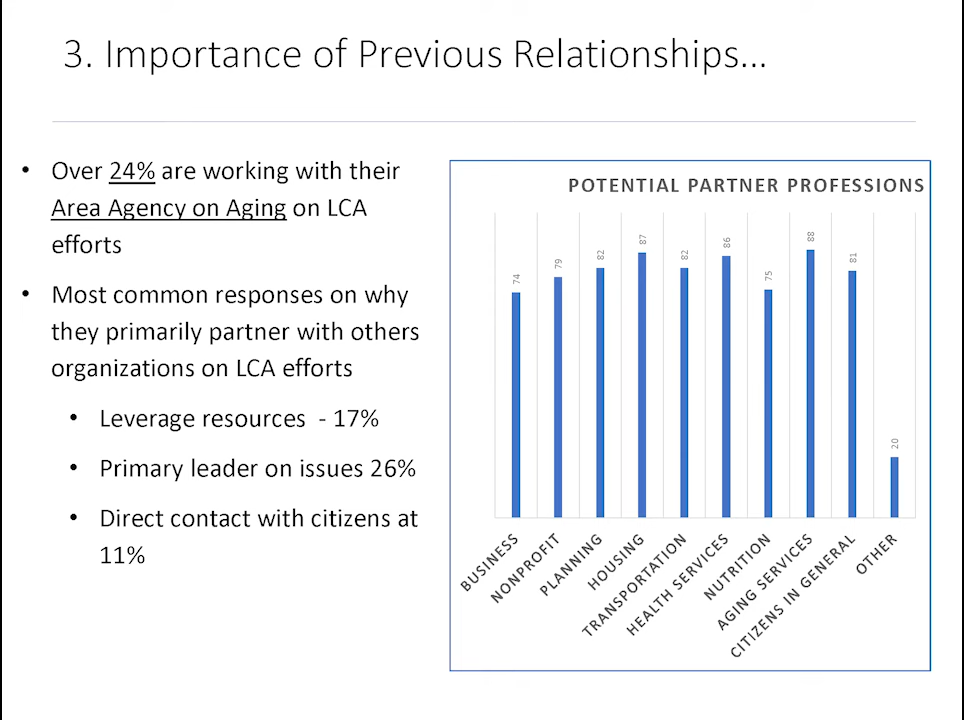 3. Importance of Previous Relationships...
• Over 24% are working with their
Area Agency on Aging on LCA
efforts
• Most common responses on why
they primarily partner with others
organizations on LCA efforts
• Leverage resources - 17%
• Primary leader on issues 26%
• Direct contact with citizens at
11%
POTENTIAL PARTNER PROFESSIONS
74
79
82
87
82
86
75
88
81
20
BUSINESS
NONPROFIT
PLANNING
HOUSING
TRANSPORTATION
HEALTH SERVICES
NUTRITION
AGING SERVICES
CITIZENS IN GENERAL
OTHER